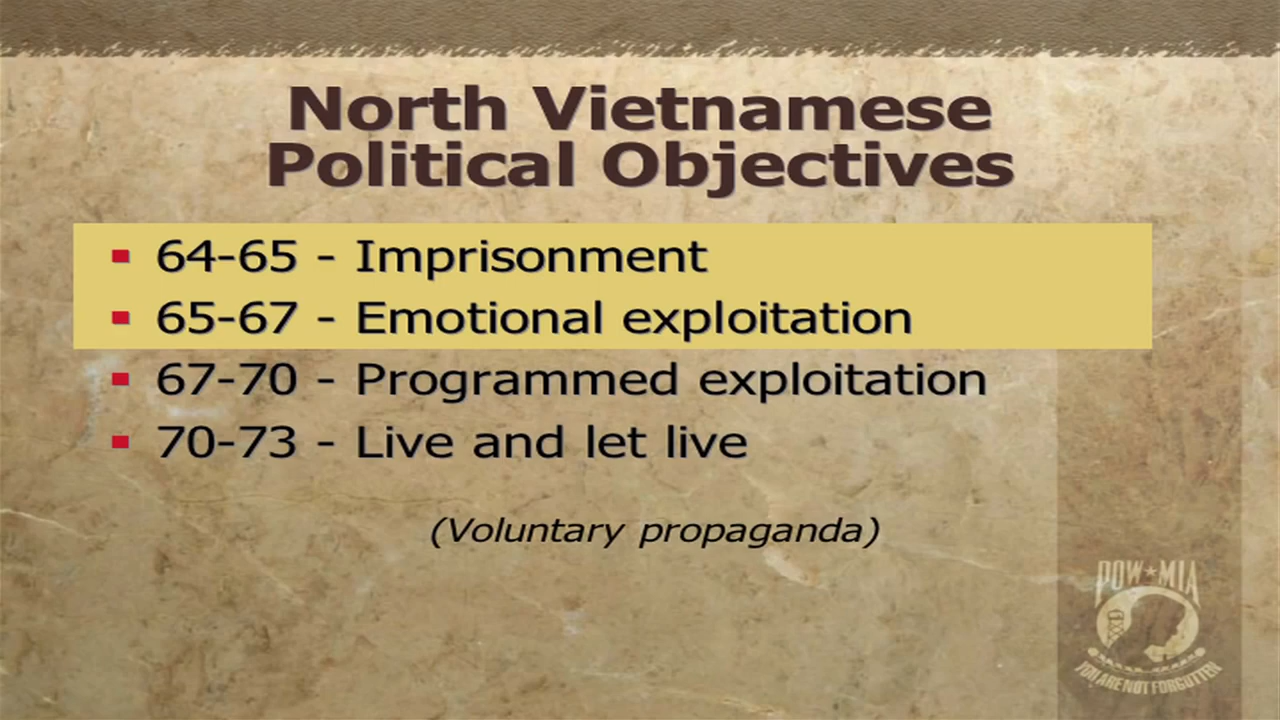 North Vietnamese
Political Objectives
64-65 - Imprisonment
65-67 - Emotional exploitation
67-70 - Programmed exploitation
70-73 - Live and let live
(Voluntary propaganda)
POW★MIA
YOU ARE NOT FORGOTTEN